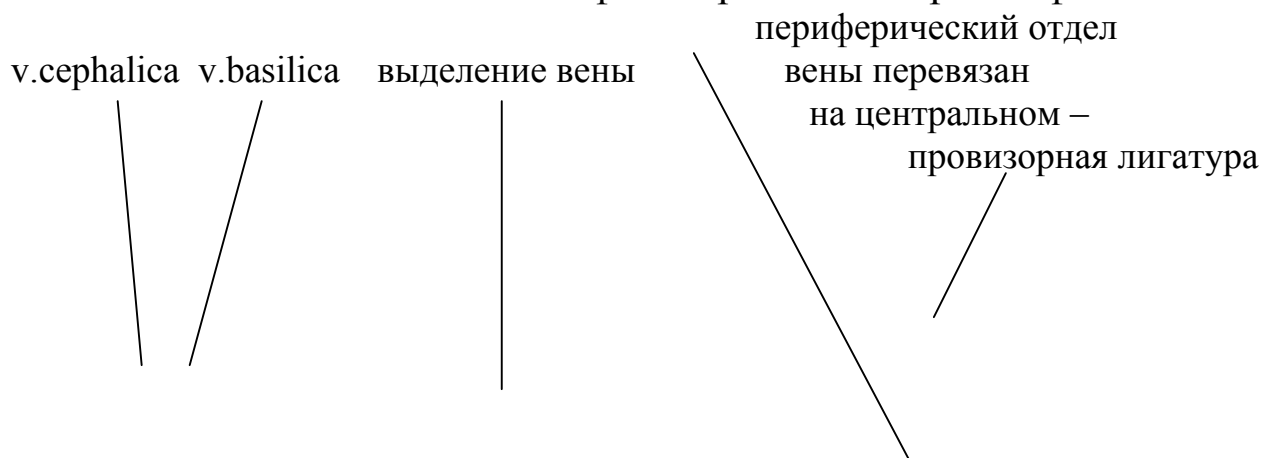 периферический отдел
v.cephalica v.basilica выделение вены вены перевязан
на центральном –
провизорная лигатура